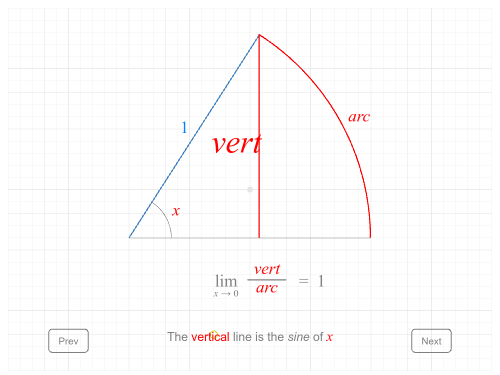 1
vert
arc
x
lim x → 0 vert / arc = 1
Prev
The vertical line is the sine of x
Next